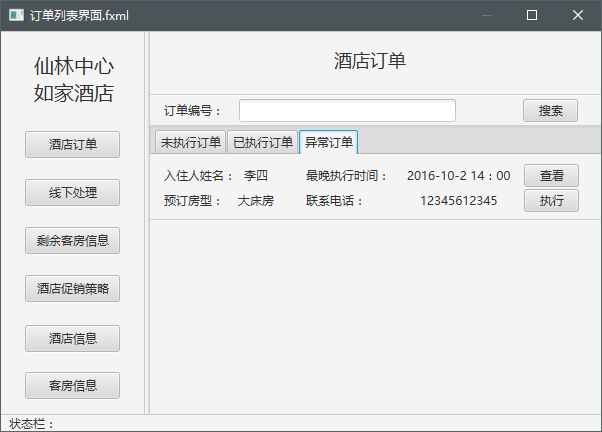 订单列表界面.fxml
仙林中心
如家酒店
酒店订单
线下处理
剩余客房信息
酒店促销策略
酒店信息
客房信息
酒店订单
订单编号： 搜索
未执行订单 已执行订单 异常订单
入住人姓名： 李四 最晚执行时间： 2016-10-2 14：00 查看
预订房型： 大床房 联系电话： 12345612345 执行
状态栏：